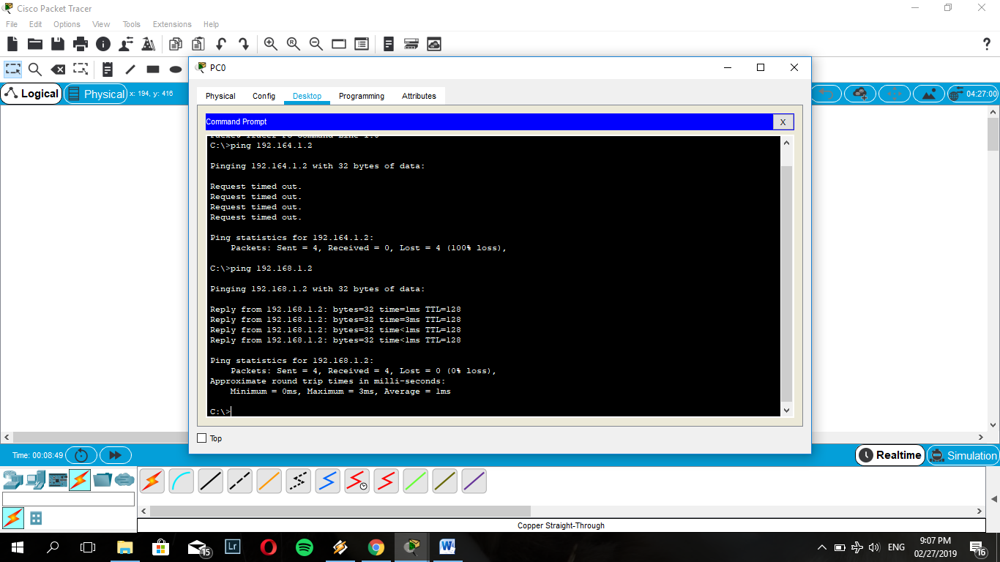 Cisco Packet Tracer
File Edit Options View Tools Extensions Help
?
PC0
Logical
Physical x: 194, y: 416
04:27:00
Physical Config Desktop Programming Attributes
Command Prompt
X
Packet Tracer PC Command Line 1.0
C:\>ping 192.164.1.2
Pinging 192.164.1.2 with 32 bytes of data:
Request timed out.
Request timed out.
Request timed out.
Request timed out.
Ping statistics for 192.164.1.2:
Packets: Sent = 4, Received = 0, Lost = 4 (100% loss),
C:\>ping 192.168.1.2
Pinging 192.168.1.2 with 32 bytes of data:
Reply from 192.168.1.2: bytes=32 time=1ms TTL=128
Reply from 192.168.1.2: bytes=32 time=3ms TTL=128
Reply from 192.168.1.2: bytes=32 time<1ms TTL=128
Reply from 192.168.1.2: bytes=32 time<1ms TTL=128
Ping statistics for 192.168.1.2:
Packets: Sent = 4, Received = 4, Lost = 0 (0% loss),
Approximate round trip times in milli-seconds:
Minimum = 0ms, Maximum = 3ms, Average = 1ms
C:\>
Top
Time: 00:08:49
Realtime
Simulation
Copper Straight-Through
15
Lr
ENG
9:07 PM
02/27/2019
16